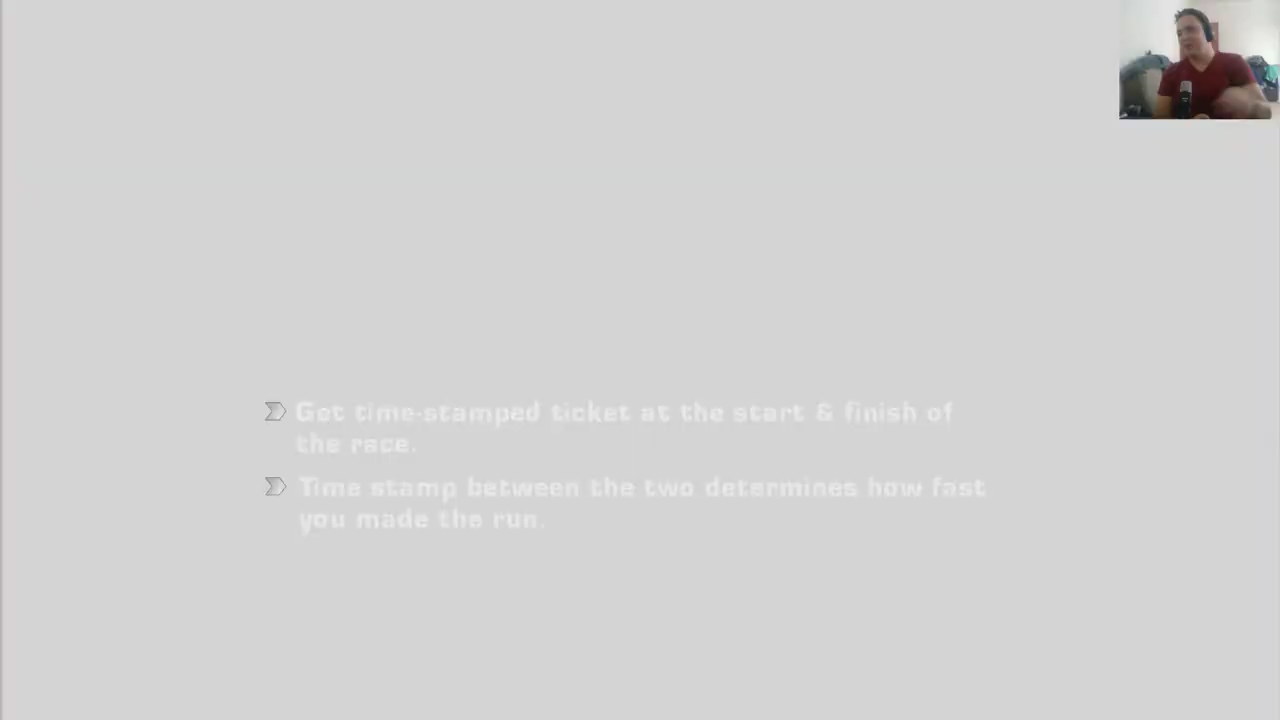 Get time-stamped ticket at the start & finish of
the race.
Time stamp between the two determines how fast
you made the run.